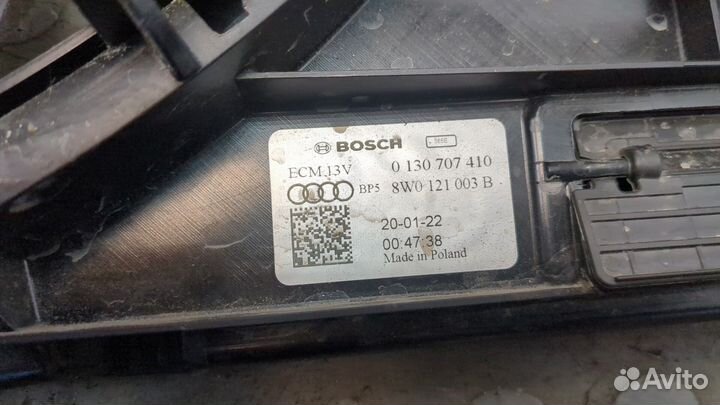 BOSCH
ECM 13V 0 130 707 410
BP5 8W0 121 003 B
20-01-22
00:47:38
Made in Poland
Avito